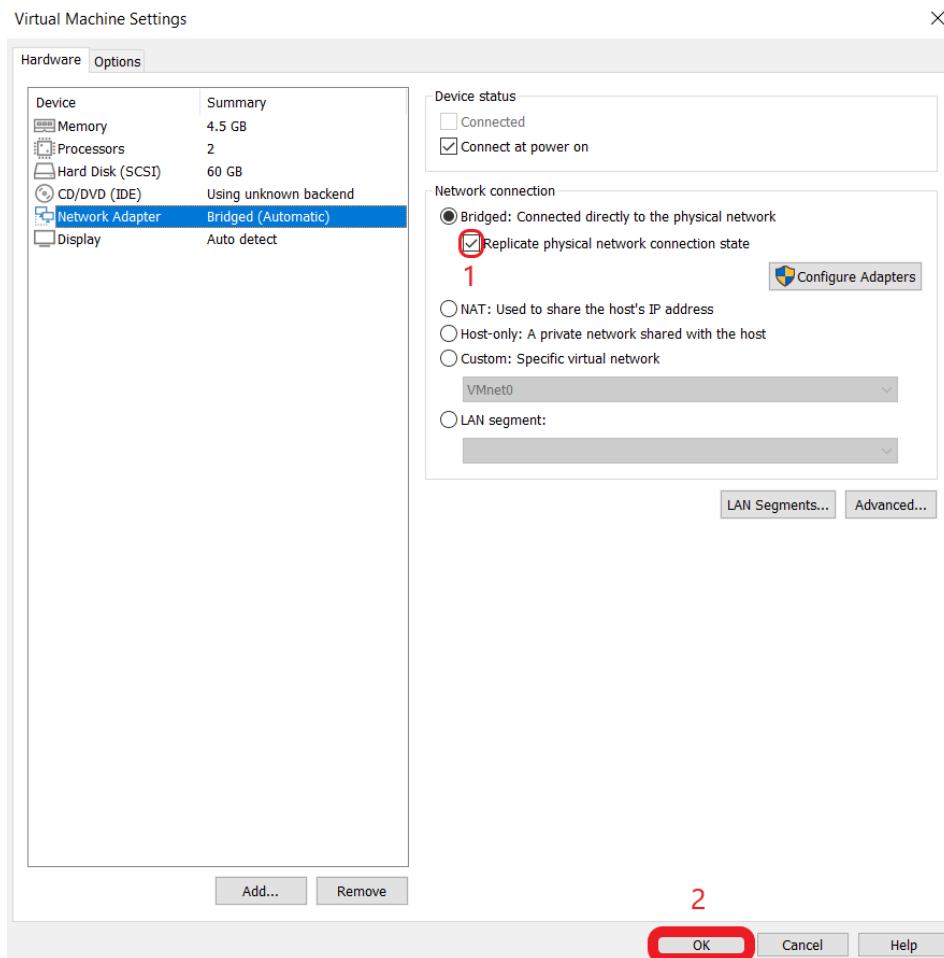 Virtual Machine Settings
Hardware Options
Device Summary
Memory 4.5 GB
Processors 2
Hard Disk (SCSI) 60 GB
CD/DVD (IDE) Using unknown backend
Network Adapter Bridged (Automatic)
Display Auto detect
Add... Remove
Device status
Connected
Connect at power on
Network connection
Bridged: Connected directly to the physical network
Replicate physical network connection state
1
Configure Adapters
NAT: Used to share the host's IP address
Host-only: A private network shared with the host
Custom: Specific virtual network
VMnet0
LAN segment:
LAN Segments... Advanced...
2
OK Cancel Help